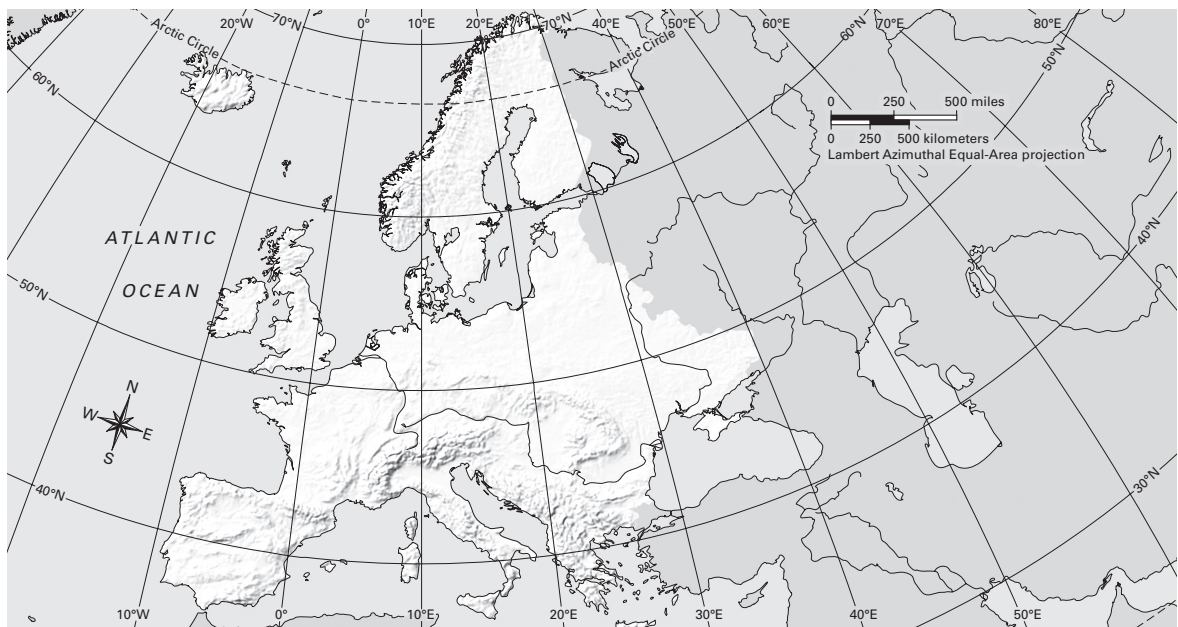 20°W
70°N
0°
10°E
20°E
70°N
40°E
50°E
60°E
60°N
70°E
80°E
50°N
Arctic Circle
Arctic Circle
60°N
0 250 500 miles
0 250 500 kilometers
Lambert Azimuthal Equal-Area projection
ATLANTIC
OCEAN
40°N
50°N
N
W
E
S
40°N
30°N
10°W
0°
10°E
20°E
30°E
40°E
50°E